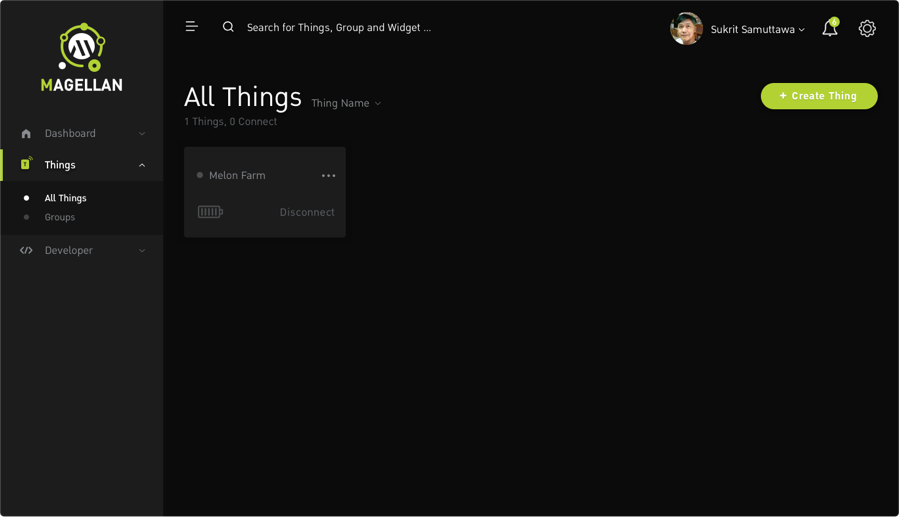 Search for Things, Group and Widget ...
Sukrit Samuttawa
6
MAGELLAN
All Things
Thing Name
+ Create Thing
1 Things, 0 Connect
Dashboard
Things
All Things
Groups
Developer
Melon Farm
Disconnect